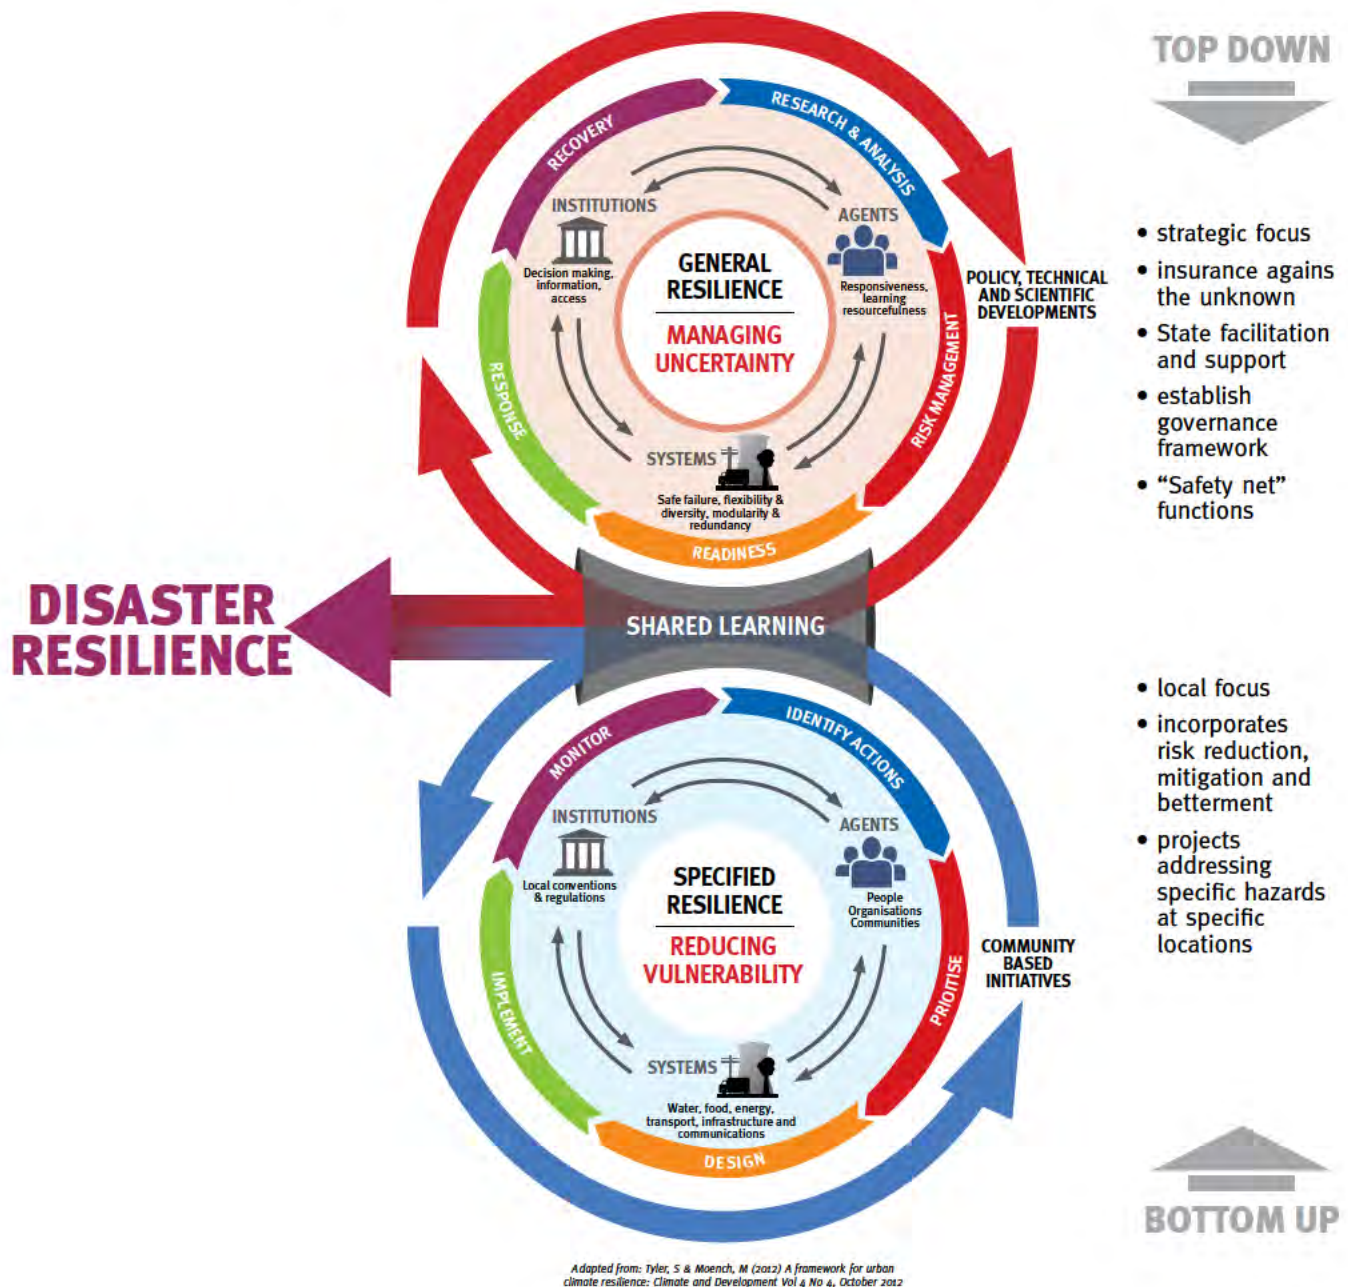 TOP DOWN
RESEARCH & ANALYSIS
RECOVERY
INSTITUTIONS
AGENTS
Decision making,
information,
access
GENERAL
RESILIENCE
MANAGING
UNCERTAINTY
Responsiveness,
learning
resourcefulness
POLICY, TECHNICAL
AND SCIENTIFIC
DEVELOPMENTS
RESPONSE
RISK MANAGEMENT
SYSTEMS
Safe failure, flexibility &
diversity, modularity &
redundancy
READINESS
• strategic focus
• insurance agains
the unknown
• State facilitation
and support
• establish
governance
framework
• “Safety net”
functions
DISASTER
RESILIENCE
SHARED LEARNING
MONITOR
IDENTIFY ACTIONS
INSTITUTIONS
AGENTS
Local conventions
& regulations
SPECIFIED
RESILIENCE
REDUCING
VULNERABILITY
People
Organisations
Communities
COMMUNITY
BASED
INITIATIVES
IMPLEMENT
PRIOITISE
SYSTEMS
Water, food, energy,
transport, infrastructure and
communications
DESIGN
• local focus
• incorporates
risk reduction,
mitigation and
betterment
• projects
addressing
specific hazards
at specific
locations
BOTTOM UP
Adapted from: Tyler, S & Moench, M (2012) A framework for urban
climate resilience: Climate and Development Vol 4 No 4, October 2012